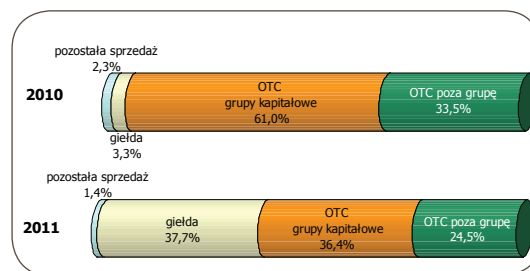 pozostała sprzedaż
2,3%
2010
OTC
grupy kapitałowe
61,0%
OTC poza grupę
33,5%
giełda
3,3%
pozostała sprzedaż
1,4%
2011
giełda
37,7%
OTC
grupy kapitałowe
36,4%
OTC poza grupę
24,5%